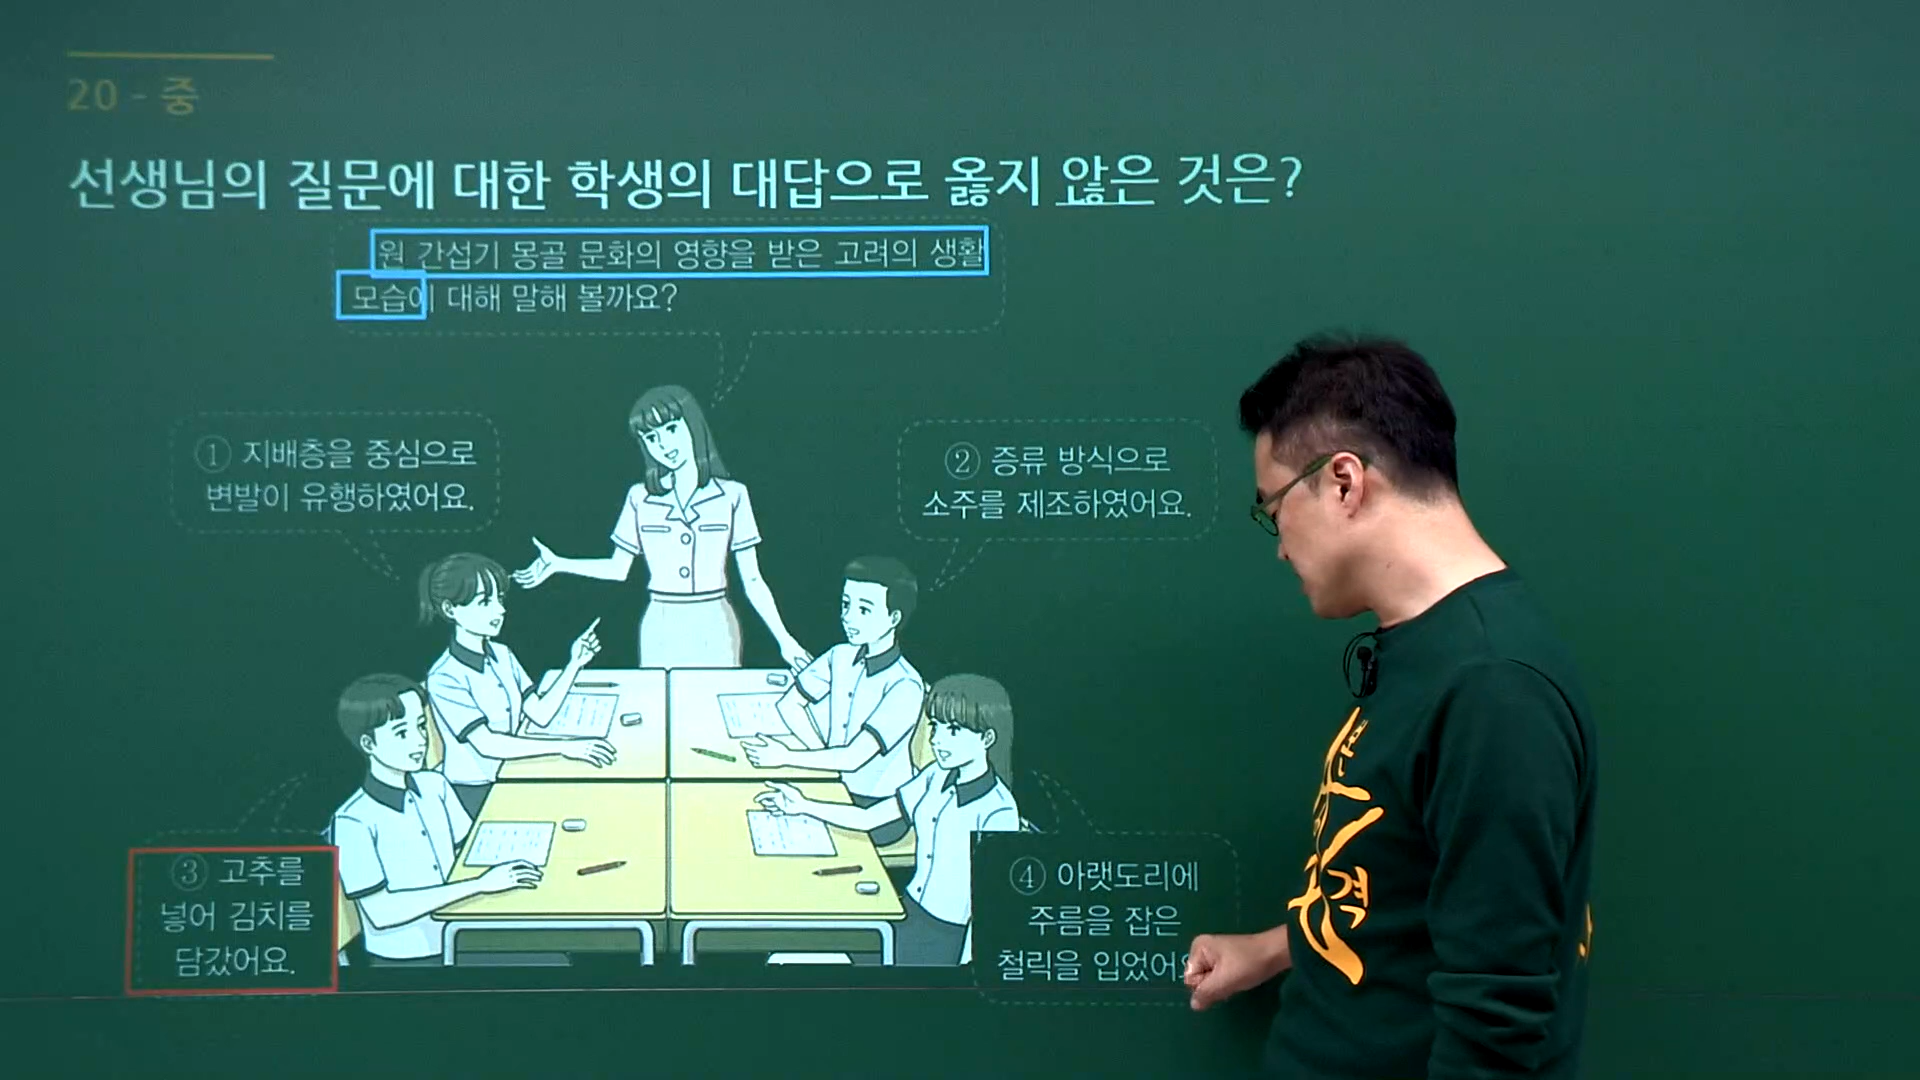 20 - 중
선생님의 질문에 대한 학생의 대답으로 옳지 않은 것은?
원 간섭기 몽골 문화의 영향을 받은 고려의 생활
모습에 대해 말해 볼까요?
① 지배층을 중심으로
변발이 유행하였어요.
② 증류 방식으로
소주를 제조하였어요.
③ 고추를
넣어 김치를
담갔어요.
④ 아랫도리에
주름을 잡은
철릭을 입었어요